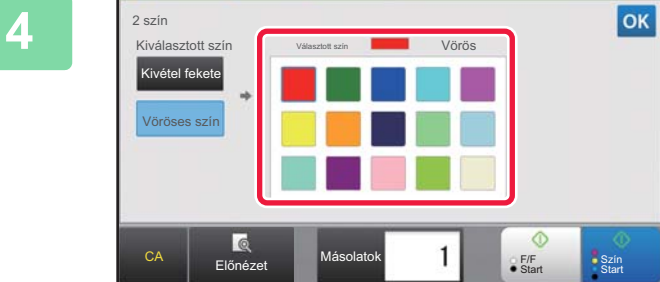 4
2 szín
OK
Kiválasztott szín
Választott szín
Vörös
Kivétel fekete
Vöröses szín
CA
Előnézet
Másolatok
1
F/F
Start
Szín
Start